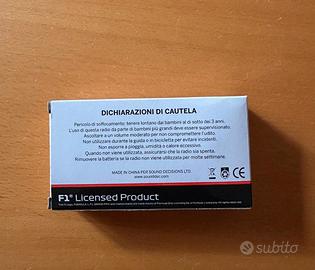 DICHIARAZIONI DI CAUTELA
Pericolo di soffocamento: tenere lontano dai bambini al di sotto dei 3 anni.
L'uso di questa radio da parte di bambini più grandi deve essere supervisionato.
Ascoltare a un volume moderato per non compromettere l'udito.
Non utilizzare durante la guida o in bicicletta per evitare incidenti.
Non esporre a pioggia, umidità o calore eccessivo.
Quando non viene utilizzata, assicurarsi che la radio sia spenta.
Rimuovere la batteria se la radio non viene utilizzata per molte settimane.
MADE IN CHINA PER SOUND DECISIONS LTD.
www.sounddec.com
CE
F1® Licensed Product
subito